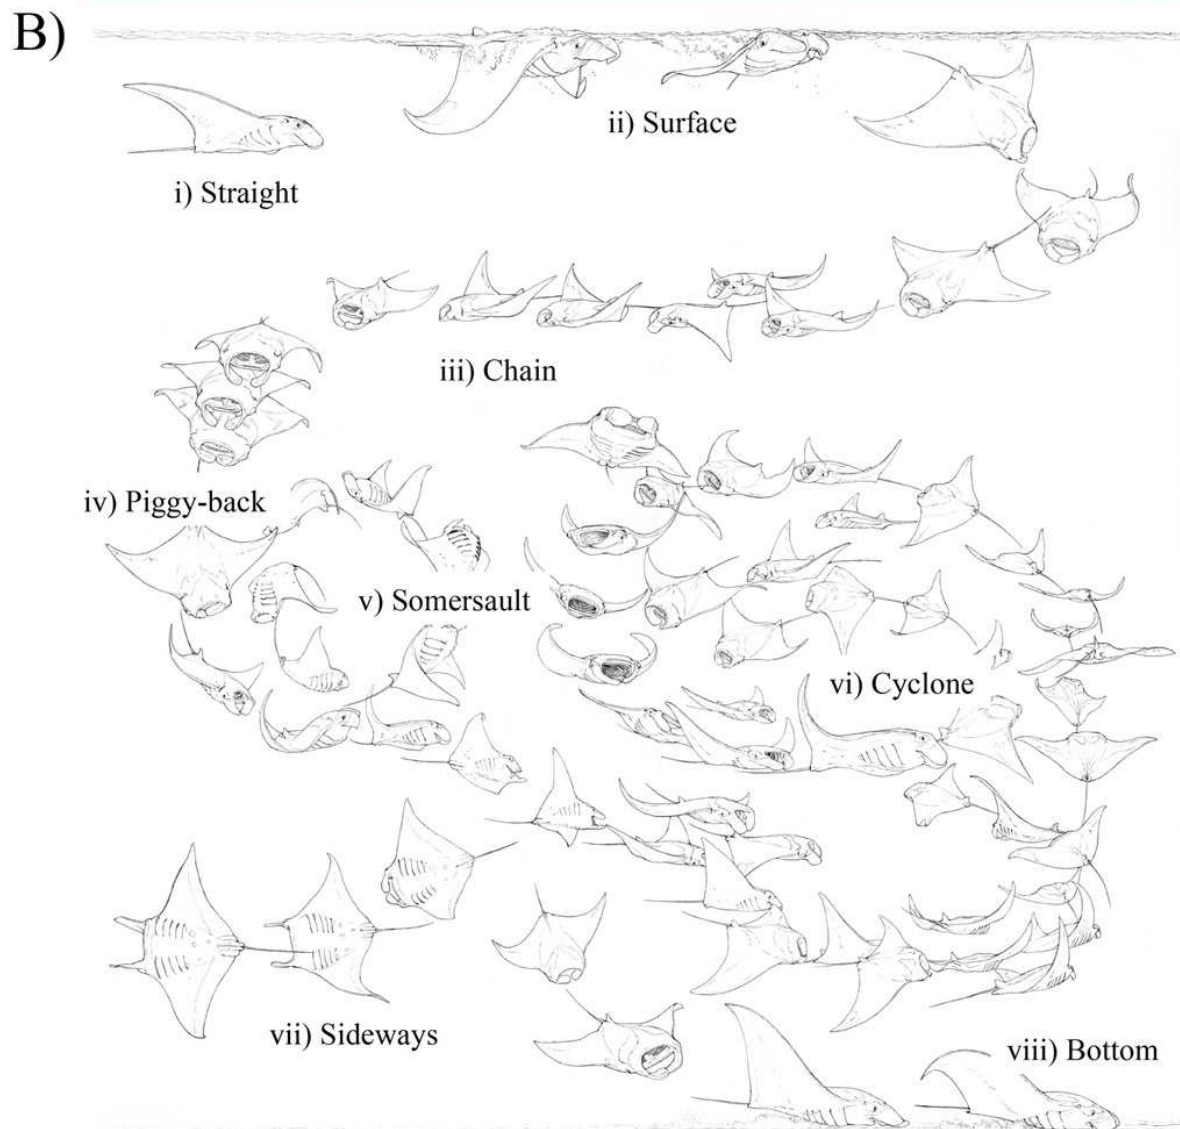 B)
ii) Surface
i) Straight
iii) Chain
iv) Piggy-back
v) Somersault
vi) Cyclone
vii) Sideways
viii) Bottom